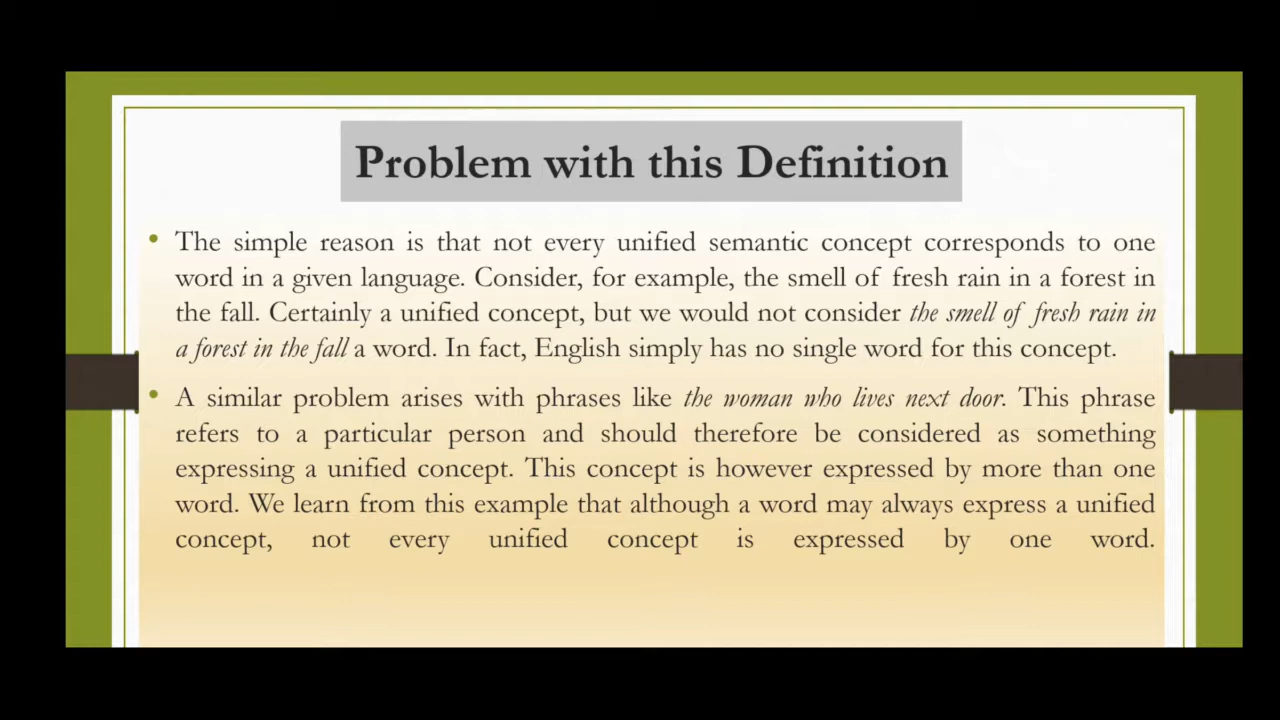 Problem with this Definition
• The simple reason is that not every unified semantic concept corresponds to one
word in a given language. Consider, for example, the smell of fresh rain in a forest in
the fall. Certainly a unified concept, but we would not consider the smell of fresh rain in
a forest in the fall a word. In fact, English simply has no single word for this concept.
• A similar problem arises with phrases like the woman who lives next door. This phrase
refers to a particular person and should therefore be considered as something
expressing a unified concept. This concept is however expressed by more than one
word. We learn from this example that although a word may always express a unified
concept, not every unified concept is expressed by one word.